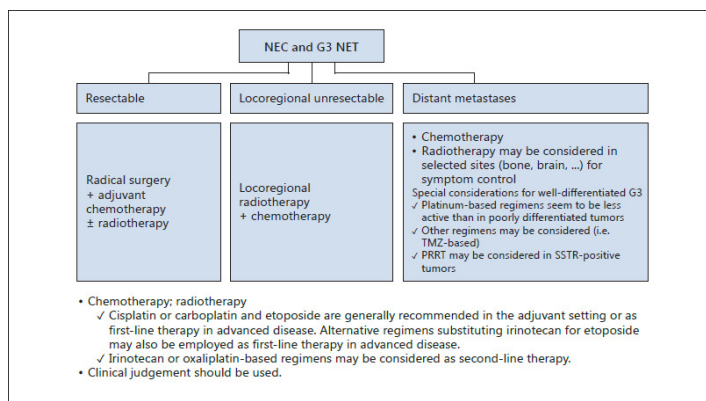 NEC and G3 NET
Resectable
Locoregional unresectable
Distant metastases
Radical surgery
+ adjuvant
chemotherapy
± radiotherapy
Locoregional
radiotherapy
+ chemotherapy
• Chemotherapy
• Radiotherapy may be considered in
selected sites (bone, brain, ...) for
symptom control
Special considerations for well-differentiated G3
✓ Platinum-based regimens seem to be less
active than in poorly differentiated tumors
✓ Other regimens may be considered (i.e.
TMZ-based)
✓ PRRT may be considered in SSTR-positive
tumors
• Chemotherapy; radiotherapy
✓ Cisplatin or carboplatin and etoposide are generally recommended in the adjuvant setting or as
first-line therapy in advanced disease. Alternative regimens substituting irinotecan for etoposide
may also be employed as first-line therapy in advanced disease.
✓ Irinotecan or oxaliplatin-based regimens may be considered as second-line therapy.
• Clinical judgement should be used.